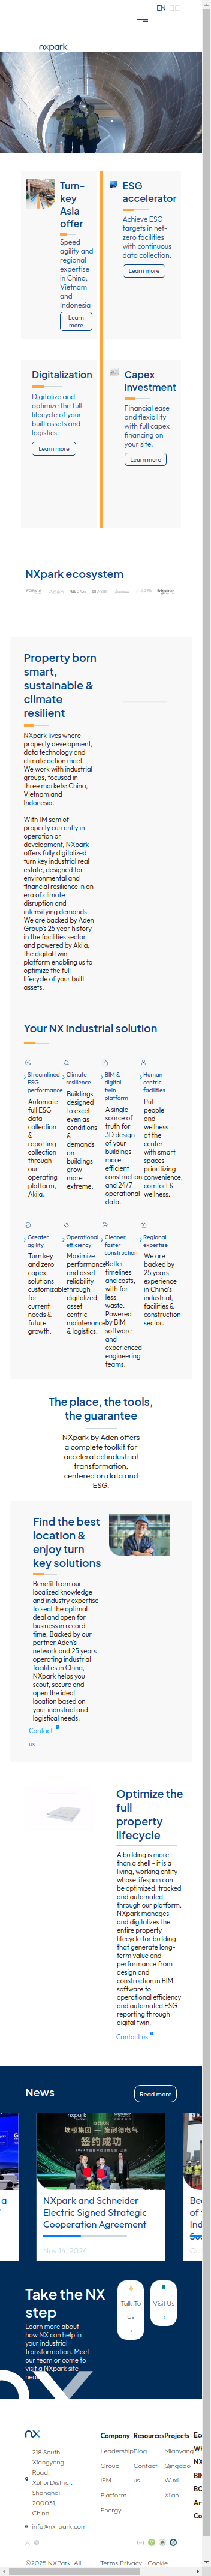 EN
nxpark
Turn-
key
Asia
offer
Speed
agility and
regional
expertise
in China,
Vietnam
and
Indonesia
Learn
more
ESG
accelerator
Achieve ESG
targets in net-
zero facilities
with continuous
data collection.
Learn more
Digitalization
Digitalize and
optimize the full
lifecycle of your
built assets and
logistics.
Learn more
Capex
investment
Financial ease
and flexibility
with full capex
financing on
your site.
Learn more
NXpark ecosystem
Schneider
Property born
smart,
sustainable &
climate
resilient
NXpark lives where
property development,
data technology and
climate action meet.
We work with industrial
groups, focused in
three markets: China,
Vietnam and
Indonesia.
With 1M sqm of
property currently in
operation or
development, NXpark
offers fully digitalized
turn key industrial real
estate, designed for
environmental and
financial resilience in an
era of climate
disruption and
intensifying demands.
We are backed by Aden
Group's 25 year history
in the facilities sector
and powered by Akila,
the digital twin
platform enabling us to
optimize the full
lifecycle of your built
assets.
Your NX industrial solution
Streamlined
ESG
performance
Automate
full ESG
data
collection
&
reporting
collection
through
our
operating
platform,
Akila.
Climate
resilience
Buildings
designed
to excel
even as
conditions
&
demands
on
buildings
grow
more
extreme.
BIM &
digital
twin
platform
A single
source of
truth for
3D design
of your
buildings
more
efficient
construction
and 24/7
operational
data.
Human-
centric
facilities
Put
people
and
wellness
at the
center
with smart
spaces
prioritizing
convenience,
comfort &
wellness.
Greater
agility
Turn key
and zero
capex
solutions
customizable
for
current
needs &
future
growth.
Operational
efficiency
Maximize
performance
and asset
reliability
through
digitalized,
asset
centric
maintenance
& logistics.
Cleaner,
faster
construction
Better
timelines
and costs,
with far
less
waste.
Powered
by BIM
software
and
experienced
engineering
teams.
Regional
expertise
We are
backed by
25 years
experience
in China's
industrial,
facilities &
construction
sector.
The place, the tools,
the guarantee
NXpark by Aden offers
a complete toolkit for
accelerated industrial
transformation,
centered on data and
ESG.
Find the best
location &
enjoy turn
key solutions
Benefit from our
localized knowledge
and industry expertise
to seal the optimal
deal and open for
business in record
time. Backed by our
partner Aden's
network and 25 years
operating industrial
facilities in China,
NXpark helps you
scout, secure and
open the ideal
location based on
your industrial and
logistical needs.
Contact
us
Optimize the
full
property
lifecycle
A building is more
than a shell - it is a
living, working entity
whose lifespan can
be optimized, tracked
and automated
through our platform.
NXpark manages
and digitalizes the
entire property
lifecycle for building
that generate long-
term value and
performance from
design and
construction in BIM
software to
operational efficiency
and automated ESG
reporting through
digital twin.
Contact us
News
Read more
签约成功
NXpark and Schneider
Electric Signed Strategic
Cooperation Agreement
Nov 14, 2024
Take the NX
step
Learn more about
how NX can help in
your industrial
transformation. Meet
our team or come to
visit a NXpark site
near
Talk To
Us
Visit Us
nx
218 South
Xiangyang
Road,
Xuhui District,
Shanghai
200031,
China
info@nx-park.com
Company
Leadership
Group
IFM
Platform
Energy
Resources
Blog
Contact
us
Projects
Mianyang
Qingdao
Wuxi
Xi'an
©2025 NXPark. All
Terms|Privacy
Cookie